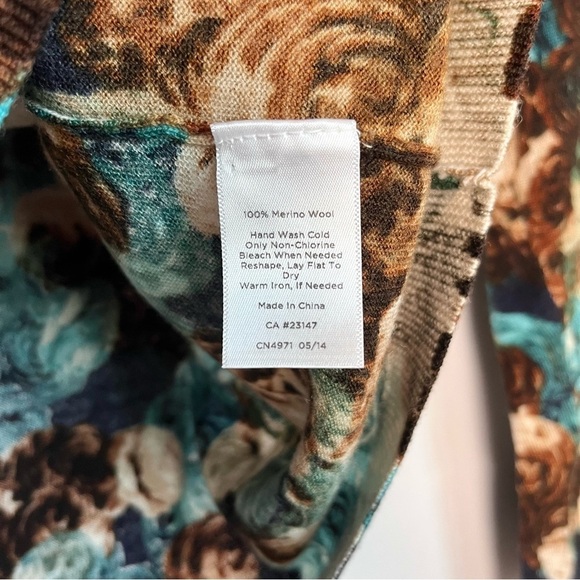 100% Merino Wool
Hand Wash Cold
Only Non-Chlorine
Bleach When Needed
Reshape, Lay Flat To
Dry
Warm Iron, If Needed
Made In China
CA #23147
CN4971 05/14